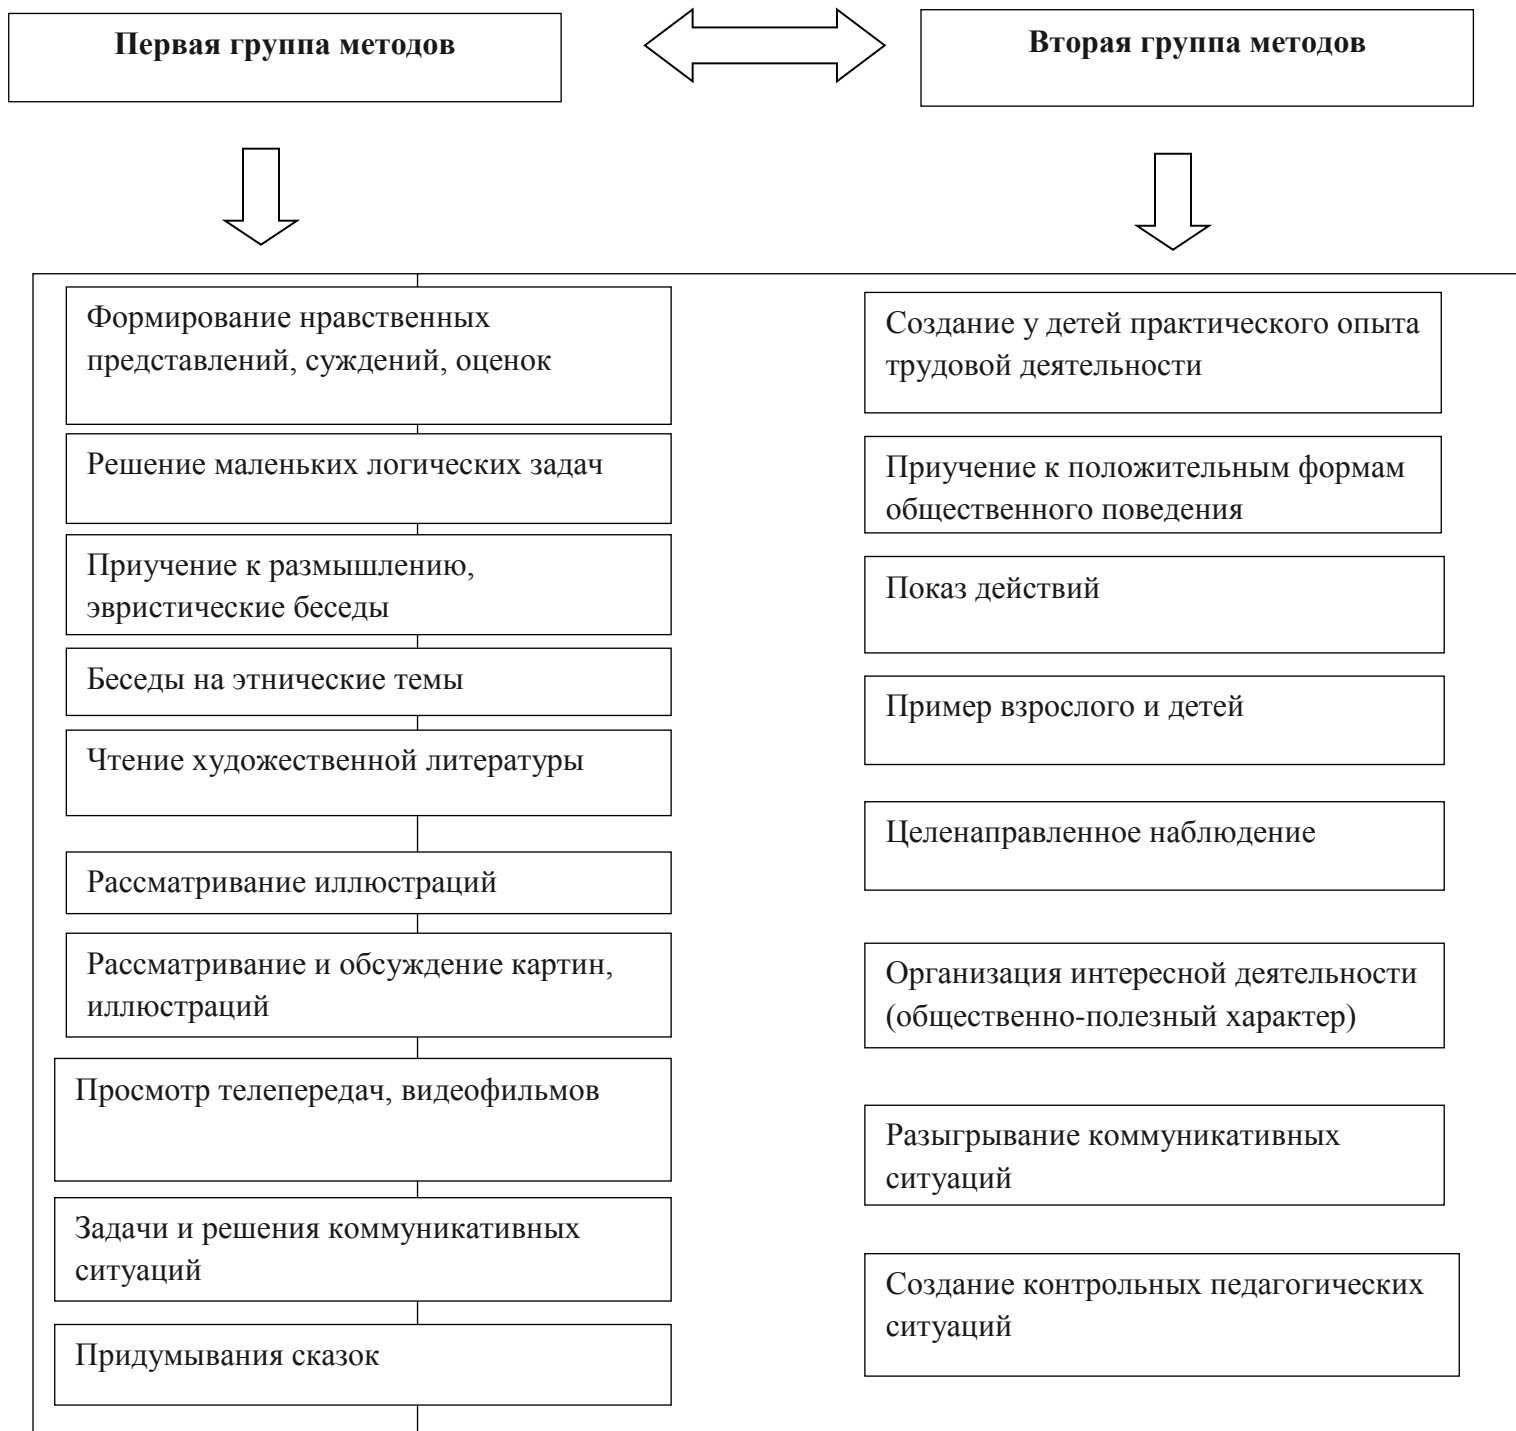 Первая группа методов
Вторая группа методов
Формирование нравственных
представлений, суждений, оценок
Решение маленьких логических задач
Приучение к размышлению,
эвристические беседы
Беседы на этнические темы
Чтение художественной литературы
Рассматривание иллюстраций
Рассматривание и обсуждение картин,
иллюстраций
Просмотр телепередач, видеофильмов
Задачи и решения коммуникативных
ситуаций
Придумывания сказок
Создание у детей практического опыта
трудовой деятельности
Приучение к положительным формам
общественного поведения
Показ действий
Пример взрослого и детей
Целенаправленное наблюдение
Организация интересной деятельности
(общественно-полезный характер)
Разыгрывание коммуникативных
ситуаций
Создание контрольных педагогических
ситуаций